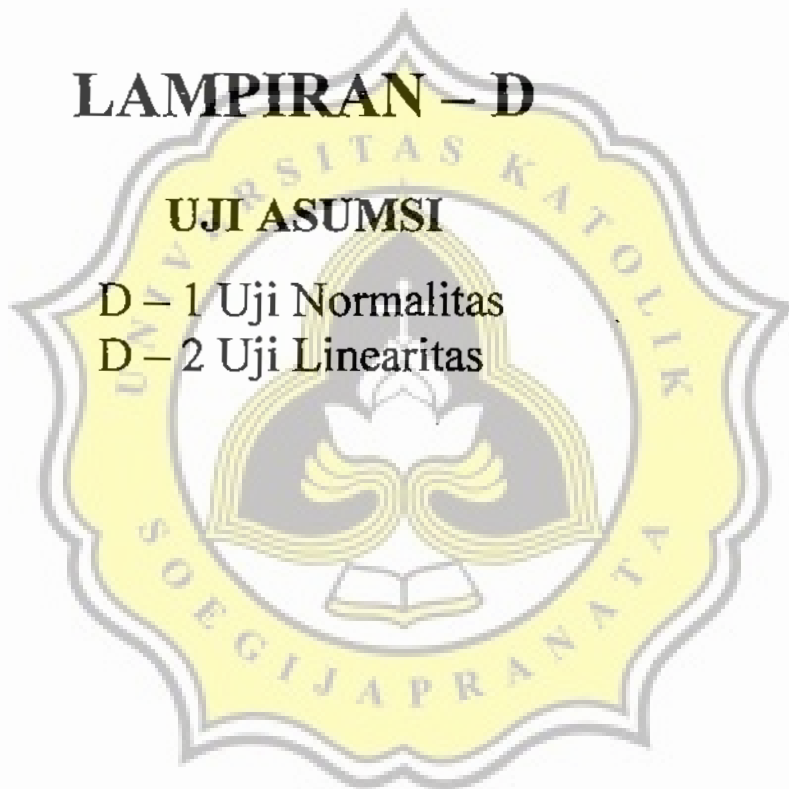 LAMPIRAN – D
UNIVERSITAS KATOLIK
UJI ASUMSI
D – 1 Uji Normalitas
D – 2 Uji Linearitas
SOEGIJAPRANATA